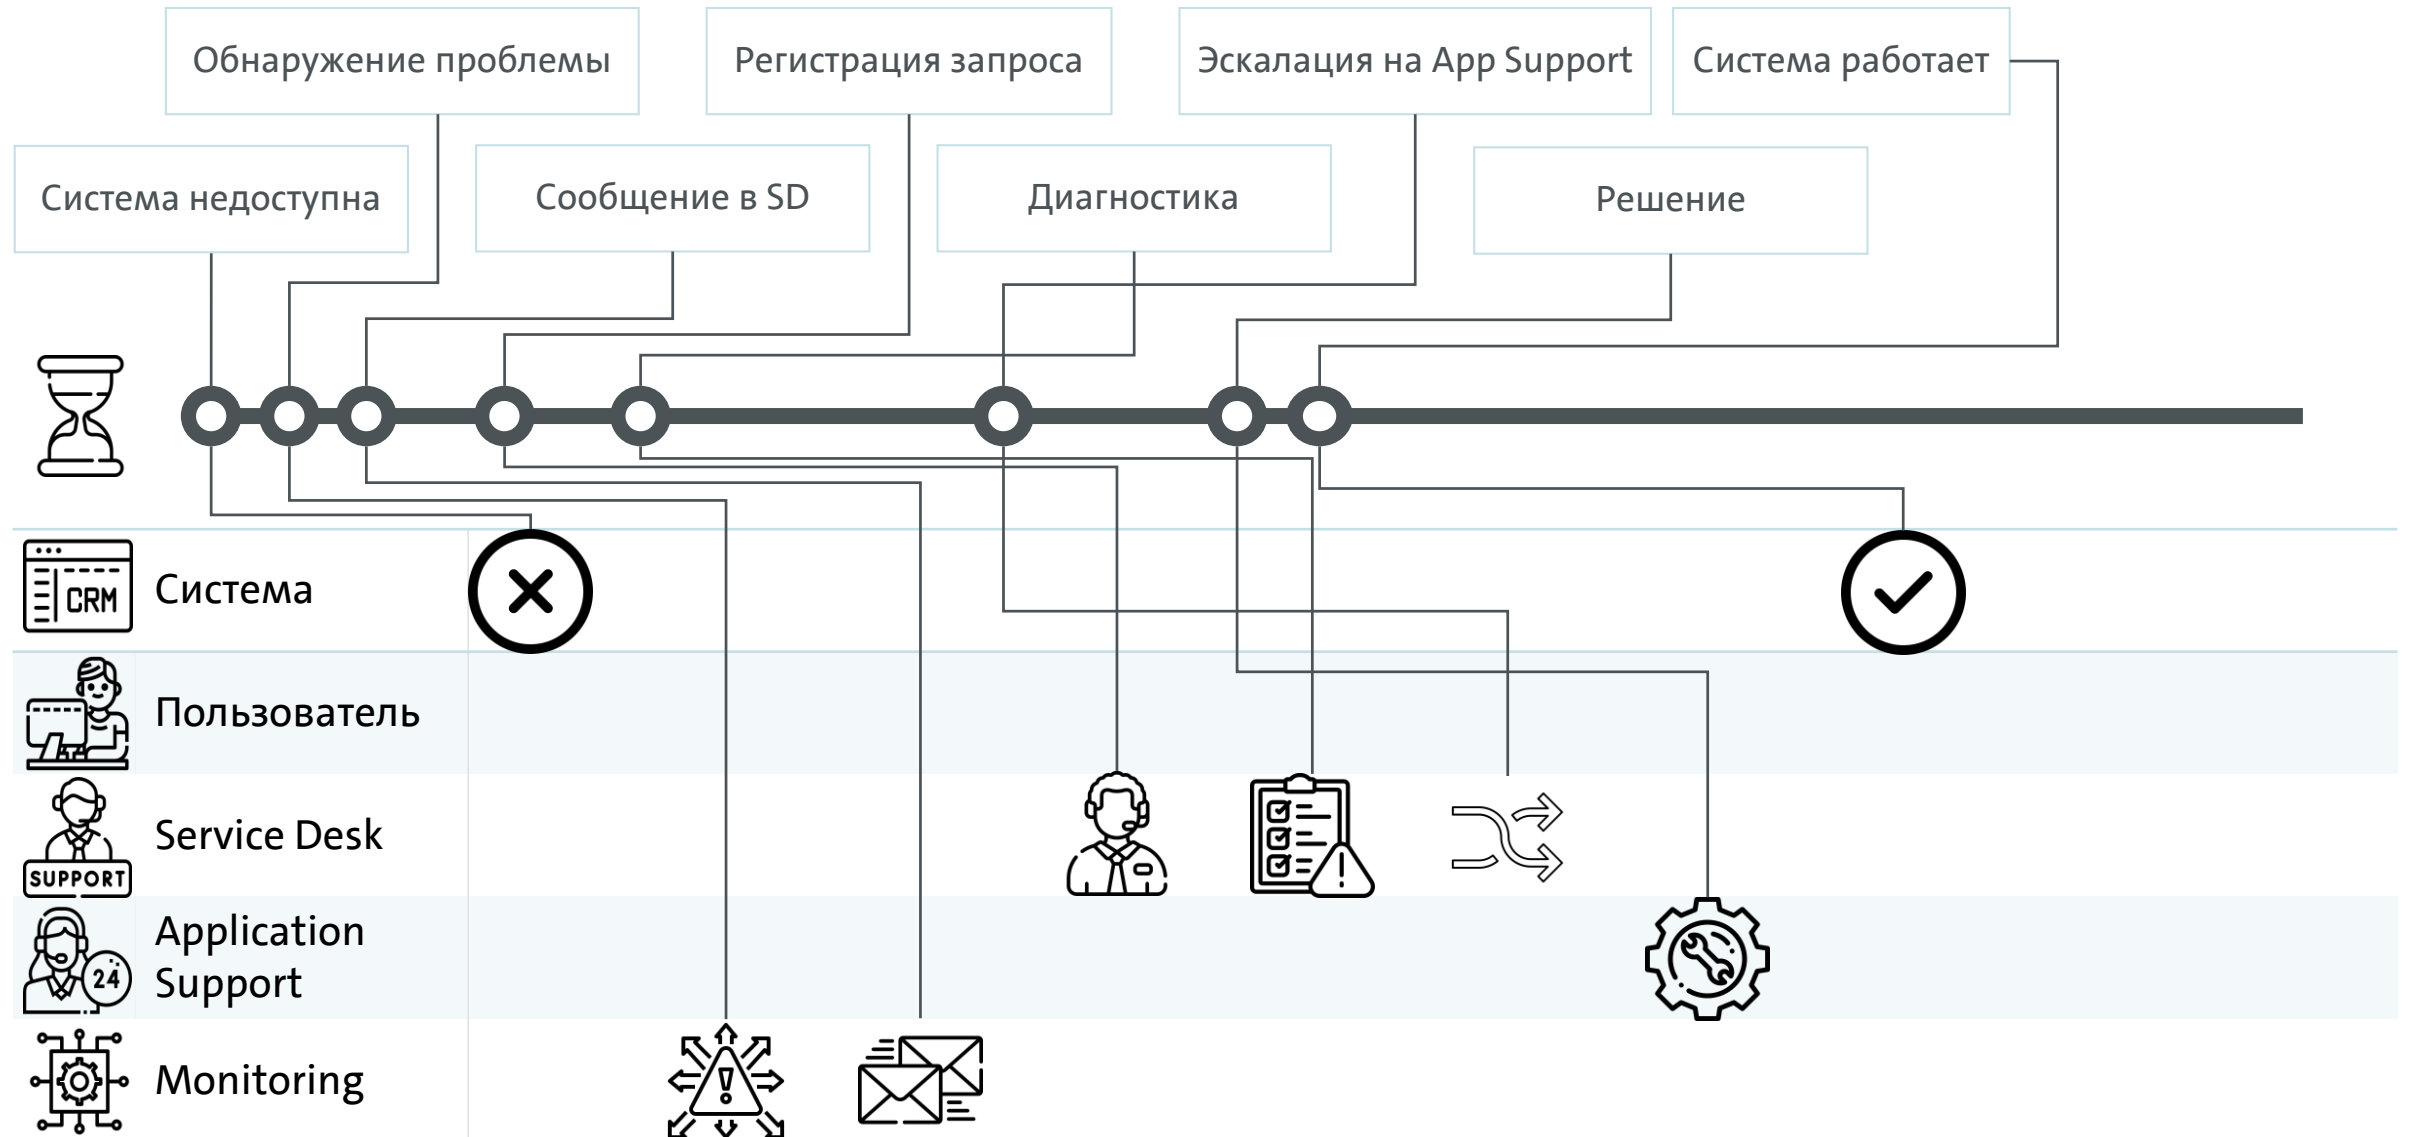 Обнаружение проблемы
Регистрация запроса
Эскалация на App Support
Система работает
Система недоступна
Сообщение в SD
Диагностика
Решение
CRM
Система
Пользователь
SUPPORT
Service Desk
24
Application
Support
Monitoring